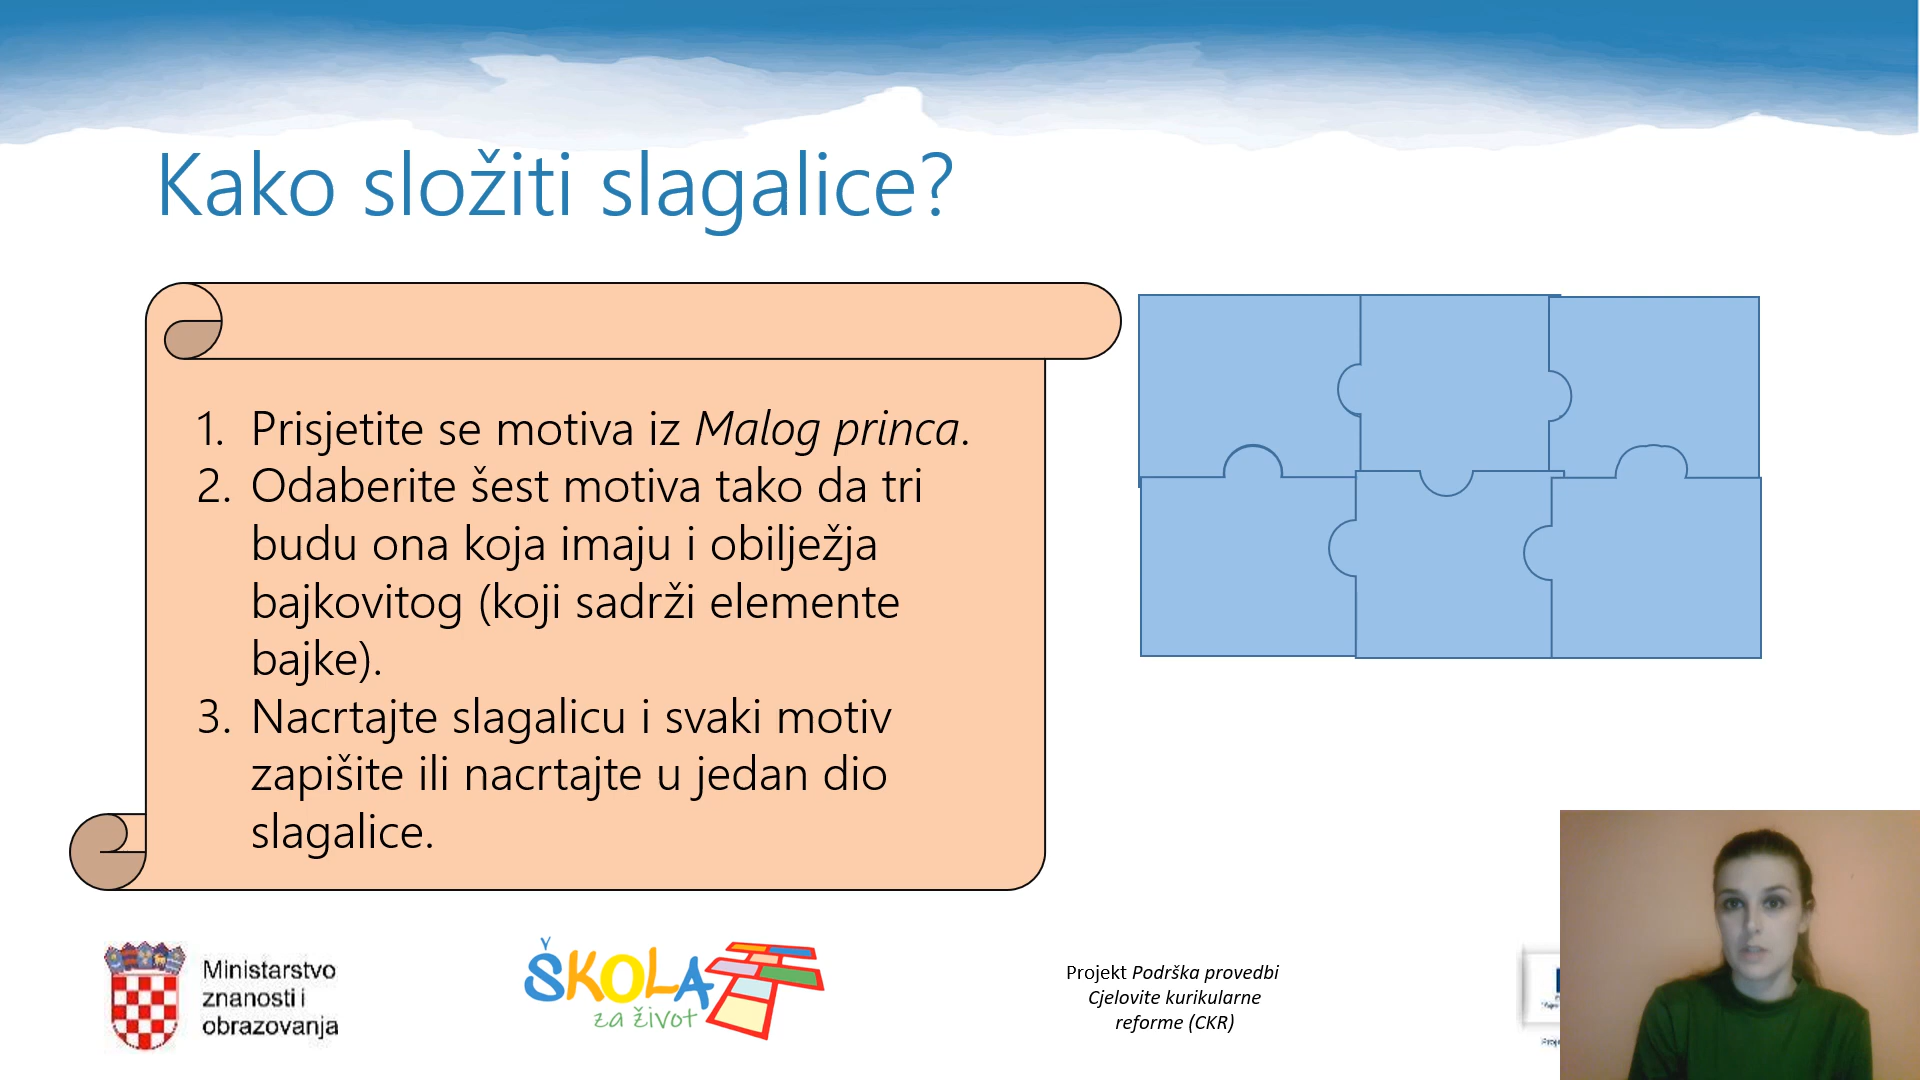 Kako složiti slagalice?
1. Prisjetite se motiva iz Malog princa.
2. Odaberite šest motiva tako da tri
budu ona koja imaju i obilježja
bajkovitog (koji sadrži elemente
bajke).
3. Nacrtajte slagalicu i svaki motiv
zapišite ili nacrtajte u jedan dio
slagalice.
Ministarstvo
znanosti i
obrazovanja
ŠKOLA
za život
Projekt Podrška provedbi
Cjelovite kurikularne
reforme (CKR)